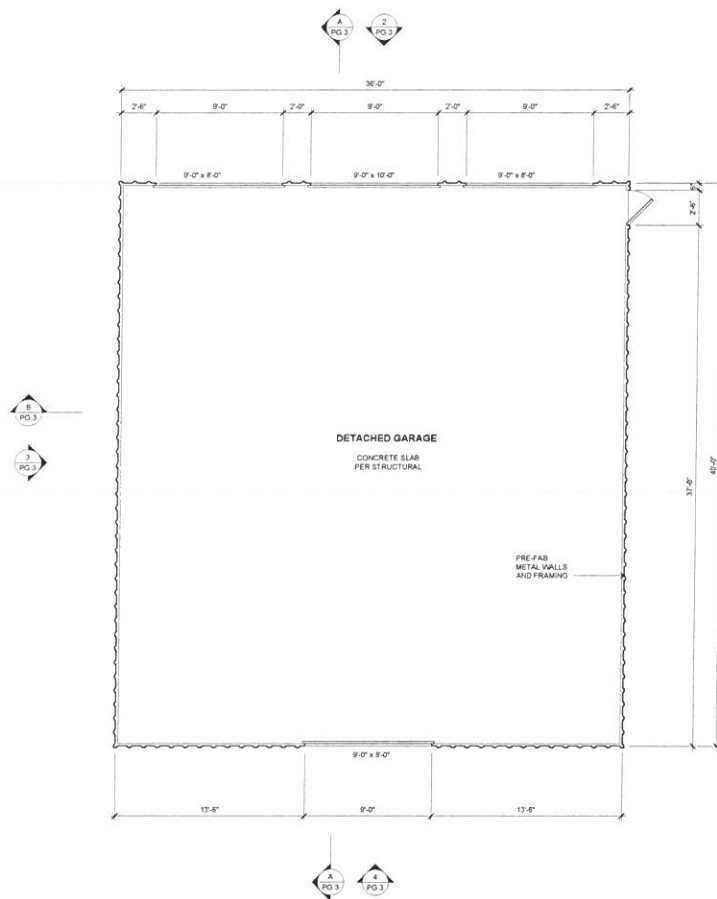 A
PG 3
2
PG 3
36'-0"
2'-6" 9'-0" 2'-0" 9'-0" 2'-0" 9'-0" 2'-6"
9'-0" x 8'-0" 9'-0" x 10'-0" 9'-0" x 8'-0"
2'-6"
B
PG 3
3
PG 3
DETACHED GARAGE
CONCRETE SLAB
PER STRUCTURAL
40'-0"
PRE-FAB
METAL WALLS
AND FRAMING
9'-0" x 8'-0"
13'-6" 9'-0" 13'-6"
A
PG 3
4
PG 3